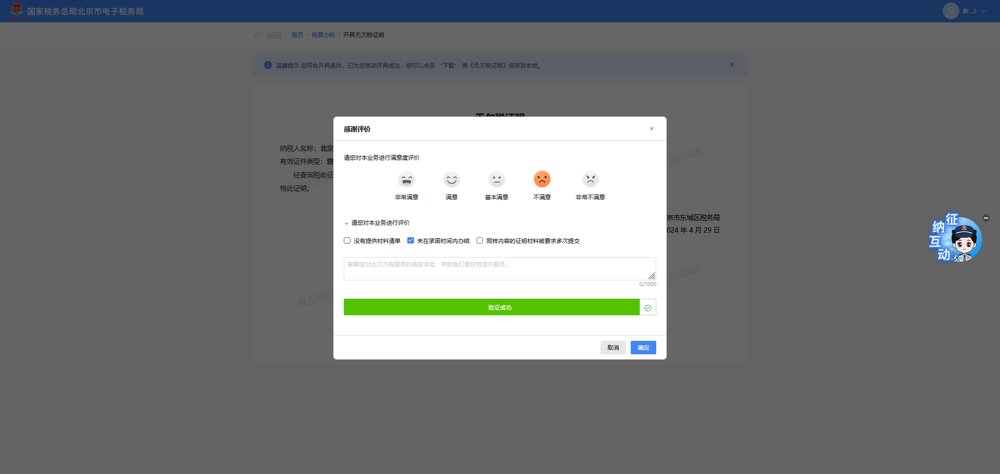 国家税务总局北京市电子税务局
新...2
返回 首页 › 我要办税 › 开具无欠税证明
温馨提示 您符合开具条件，已为您自动开具成功，您可以点击 “下载” 将《无欠税证明》保存到本地。
无欠税证明
感谢评价
纳税人名称：北京
有效证件类型：营
经查询税收征
特此证明。
请您对本业务进行满意度评价
非常满意 满意 基本满意 不满意 非常不满意
请您对本业务进行评价
没有提供材料清单 未在承诺时间内办结 同样内容的证明材料被要求多次提交
聊聊您对此次办税服务的真实体验，帮助我们更好地提升服务。
0/1000
验证成功
取消 确定
打印无效
京市东城区税务局
024 年 4 月 29 日
打印无效
仅无欠税证
征纳互动